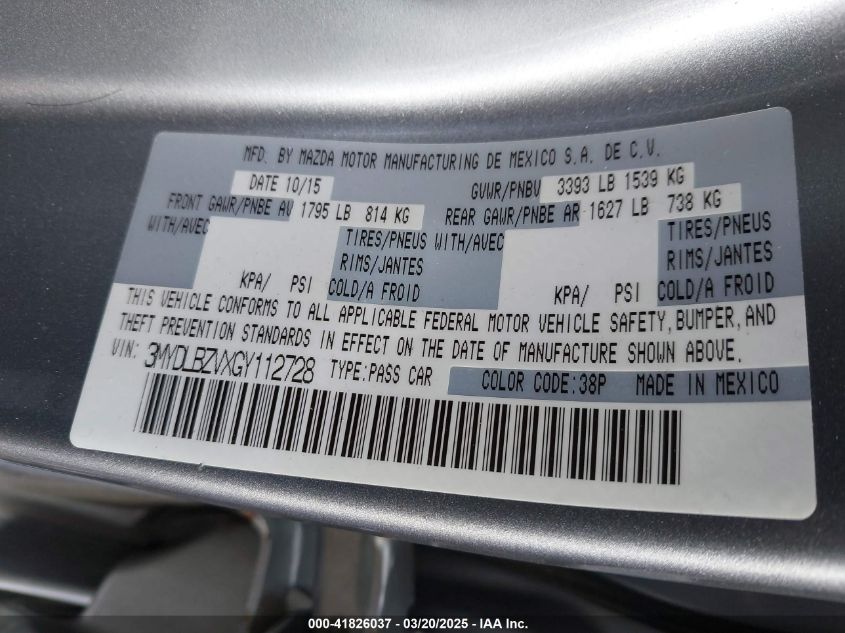 MFD. BY MAZDA MOTOR MANUFACTURING DE MEXICO S.A. DE C.V.
DATE 10/15 GVWR/PNBV 3393 LB 1539 KG
FRONT GAWR/PNBE AV 1795 LB 814 KG REAR GAWR/PNBE AR 1627 LB 738 KG
WITH/AVEC TIRES/PNEUS WITH/AVEC TIRES/PNEUS
RIMS/JANTES RIMS/JANTES
KPA/ PSI COLD/A FROID KPA/ PSI COLD/A FROID
THIS VEHICLE CONFORMS TO ALL APPLICABLE FEDERAL MOTOR VEHICLE SAFETY, BUMPER, AND
THEFT PREVENTION STANDARDS IN EFFECT ON THE DATE OF MANUFACTURE SHOWN ABOVE.
VIN: 3MYDLBZVXGY112728 TYPE:PASS CAR COLOR CODE:38P MADE IN MEXICO
000-41826037 - 03/20/2025 - IAA Inc.